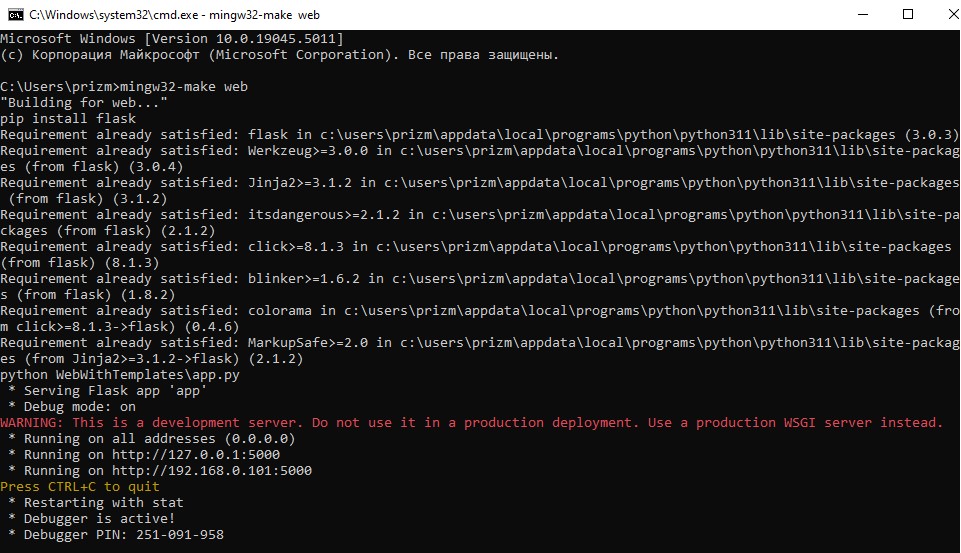 C:\Windows\system32\cmd.exe - mingw32-make web
Microsoft Windows [Version 10.0.19045.5011]
(c) Корпорация Майкрософт (Microsoft Corporation). Все права защищены.
C:\Users\prizm>mingw32-make web
"Building for web..."
pip install flask
Requirement already satisfied: flask in c:\users\prizm\appdata\local\programs\python\python311\lib\site-packages (3.0.3)
Requirement already satisfied: Werkzeug>=3.0.0 in c:\users\prizm\appdata\local\programs\python\python311\lib\site-packag
es (from flask) (3.0.4)
Requirement already satisfied: Jinja2>=3.1.2 in c:\users\prizm\appdata\local\programs\python\python311\lib\site-packages
 (from flask) (3.1.2)
Requirement already satisfied: itsdangerous>=2.1.2 in c:\users\prizm\appdata\local\programs\python\python311\lib\site-pa
ckages (from flask) (2.1.2)
Requirement already satisfied: click>=8.1.3 in c:\users\prizm\appdata\local\programs\python\python311\lib\site-packages
(from flask) (8.1.3)
Requirement already satisfied: blinker>=1.6.2 in c:\users\prizm\appdata\local\programs\python\python311\lib\site-package
s (from flask) (1.8.2)
Requirement already satisfied: colorama in c:\users\prizm\appdata\local\programs\python\python311\lib\site-packages (fro
m click>=8.1.3->flask) (0.4.6)
Requirement already satisfied: MarkupSafe>=2.0 in c:\users\prizm\appdata\local\programs\python\python311\lib\site-packag
es (from Jinja2>=3.1.2->flask) (2.1.2)
python WebWithTemplates\app.py
 * Serving Flask app 'app'
 * Debug mode: on
WARNING: This is a development server. Do not use it in a production deployment. Use a production WSGI server instead.
 * Running on all addresses (0.0.0.0)
 * Running on http://127.0.0.1:5000
 * Running on http://192.168.0.101:5000
Press CTRL+C to quit
 * Restarting with stat
 * Debugger is active!
 * Debugger PIN: 251-091-958